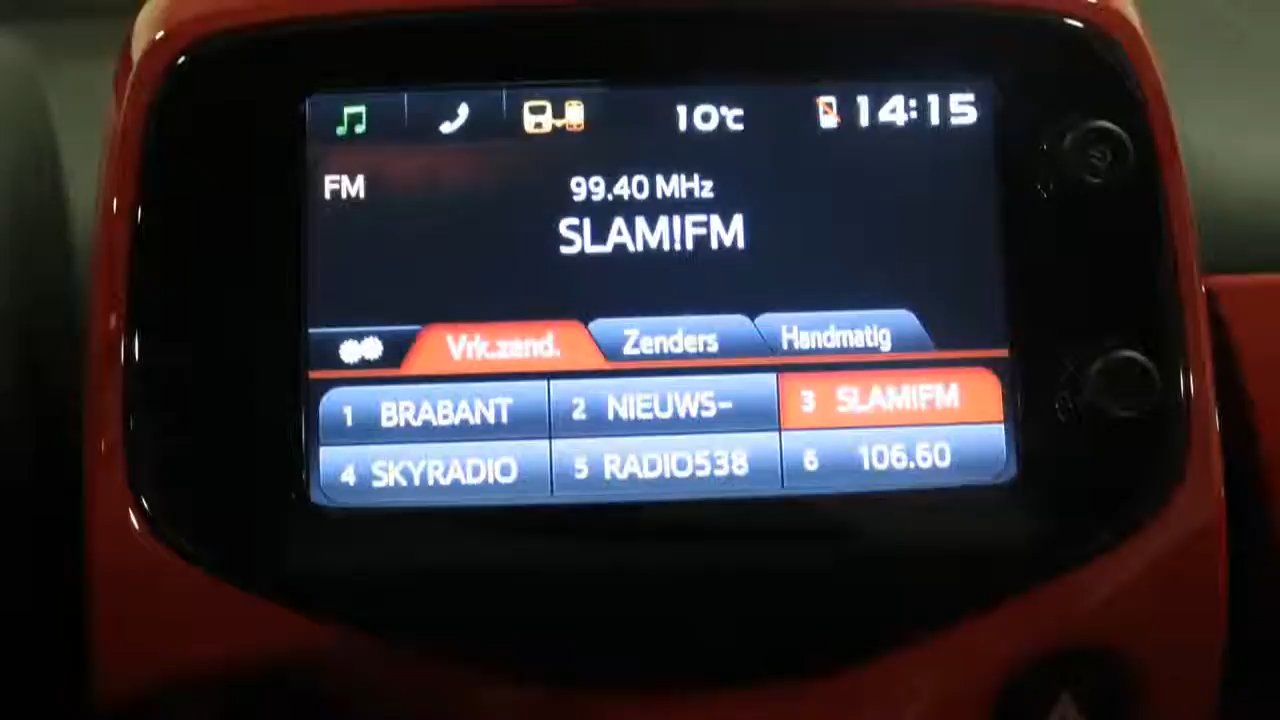 10°C 14:15
FM 99.40 MHz
SLAM!FM
Vrk.zend. Zenders Handmatig
1 BRABANT 2 NIEUWS- 3 SLAM!FM
4 SKYRADIO 5 RADIO538 6 106.60